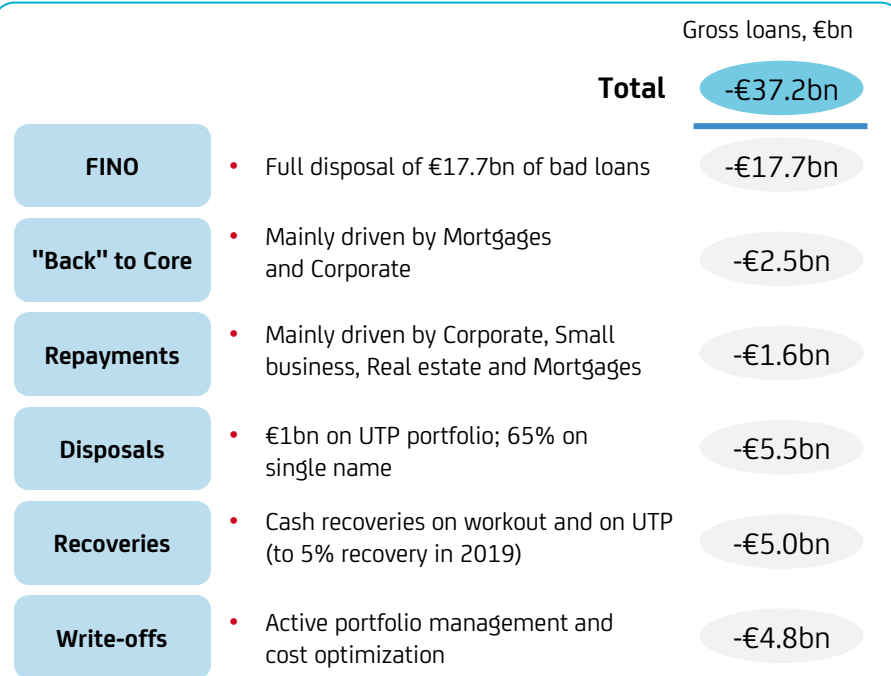 Gross loans, €bn
Total -€37.2bn
FINO • Full disposal of €17.7bn of bad loans -€17.7bn
"Back" to Core • Mainly driven by Mortgages
and Corporate -€2.5bn
Repayments • Mainly driven by Corporate, Small
business, Real estate and Mortgages -€1.6bn
Disposals • €1bn on UTP portfolio; 65% on
single name -€5.5bn
Recoveries • Cash recoveries on workout and on UTP
(to 5% recovery in 2019) -€5.0bn
Write-offs • Active portfolio management and
cost optimization -€4.8bn